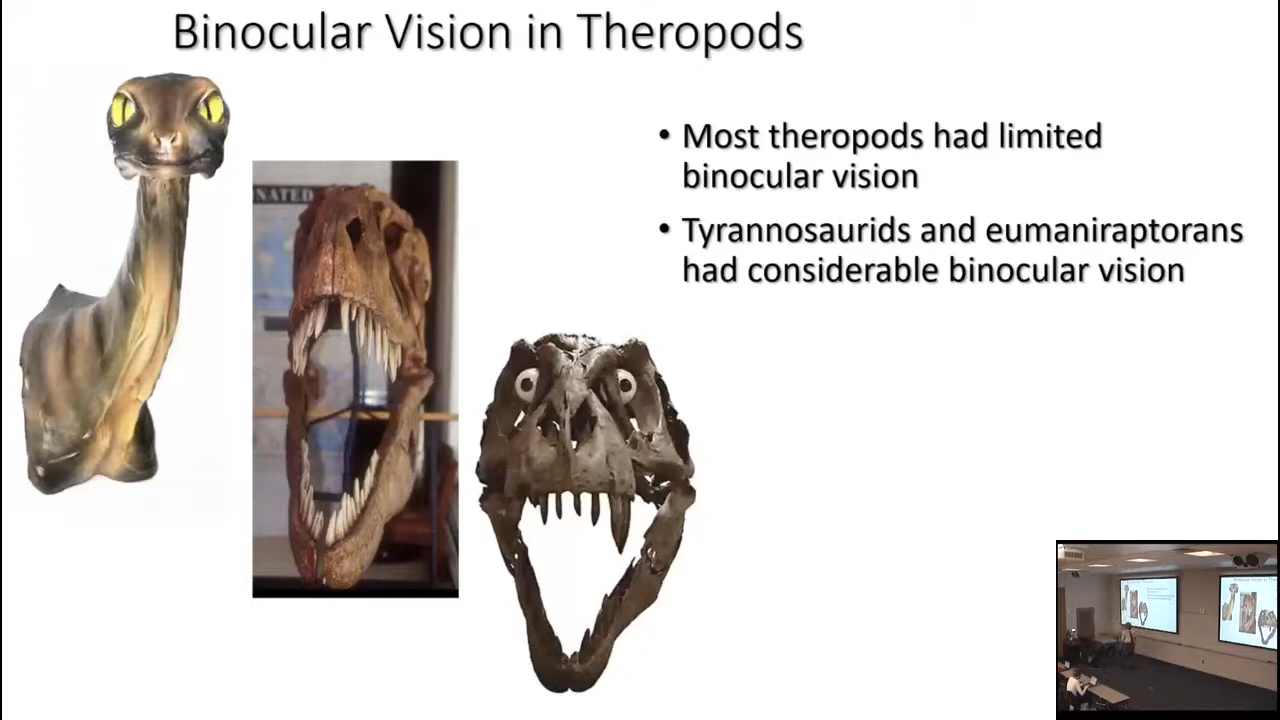 Binocular Vision in Theropods
• Most theropods had limited
binocular vision
• Tyrannosaurids and eumaniraptorans
had considerable binocular vision
NATED